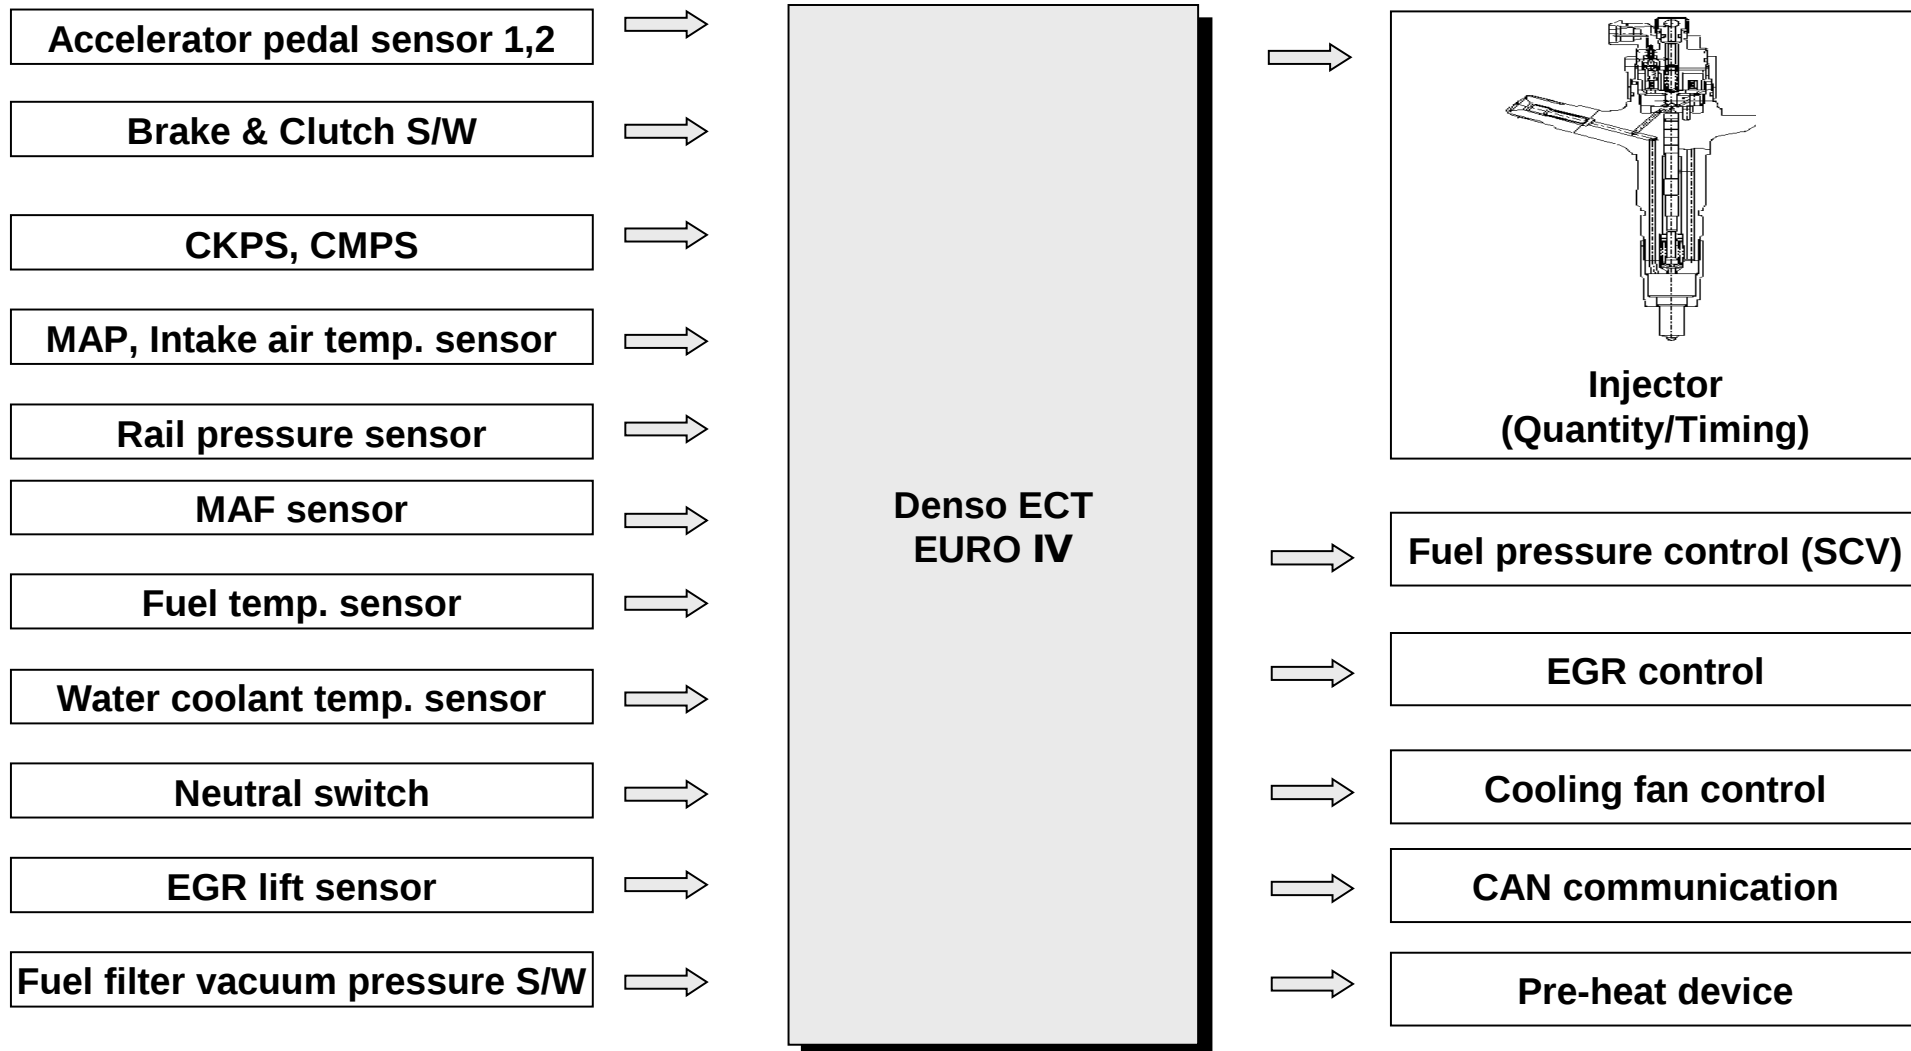 Accelerator pedal sensor 1,2
Brake & Clutch S/W
CKPS, CMPS
MAP, Intake air temp. sensor
Rail pressure sensor
MAF sensor
Fuel temp. sensor
Water coolant temp. sensor
Neutral switch
EGR lift sensor
Fuel filter vacuum pressure S/W
Denso ECT
EURO Ⅳ
Injector
(Quantity/Timing)
Fuel pressure control (SCV)
EGR control
Cooling fan control
CAN communication
Pre-heat device